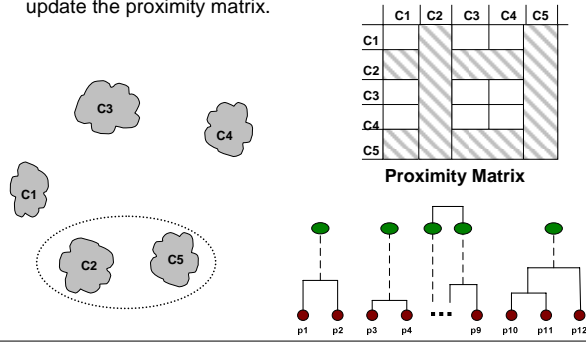 update the proximity matrix.
C1 C2 C3 C4 C5
C1
C2
C3
C4
C5
Proximity Matrix
C3
C4
C1
C2
C5
...
p1 p2 p3 p4 p9 p10 p11 p12